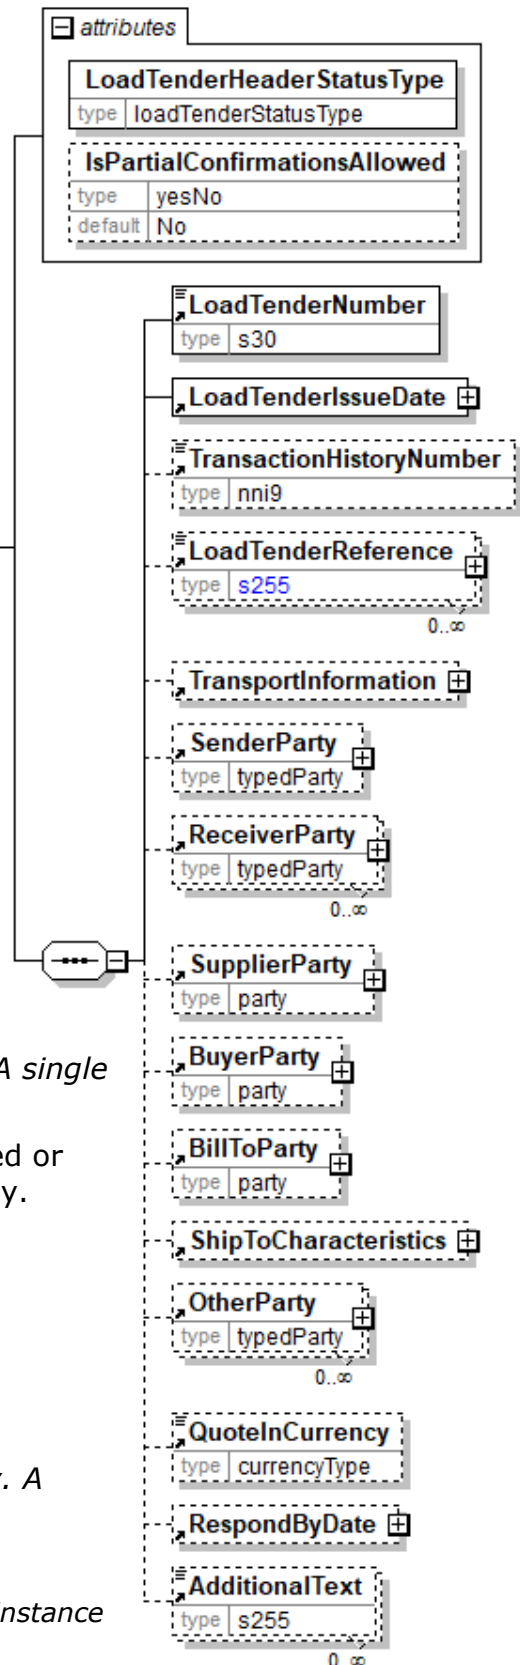 attributes
LoadTenderHeaderStatusType
type loadTenderStatusType
IsPartialConfirmationsAllowed
type yesNo
default No
LoadTenderNumber
type s30
LoadTenderIssueDate
TransactionHistoryNumber
type nni9
LoadTenderReference
type s255
0..∞
TransportInformation
SenderParty
type typedParty
ReceiverParty
type typedParty
0..∞
SupplierParty
type party
A single
BuyerParty
type party
ed or
BillToParty
type party
y.
ShipToCharacteristics
OtherParty
type typedParty
0..∞
QuoteInCurrency
type currencyType
. A
RespondByDate
AdditionalText
type s255
instance
0..∞